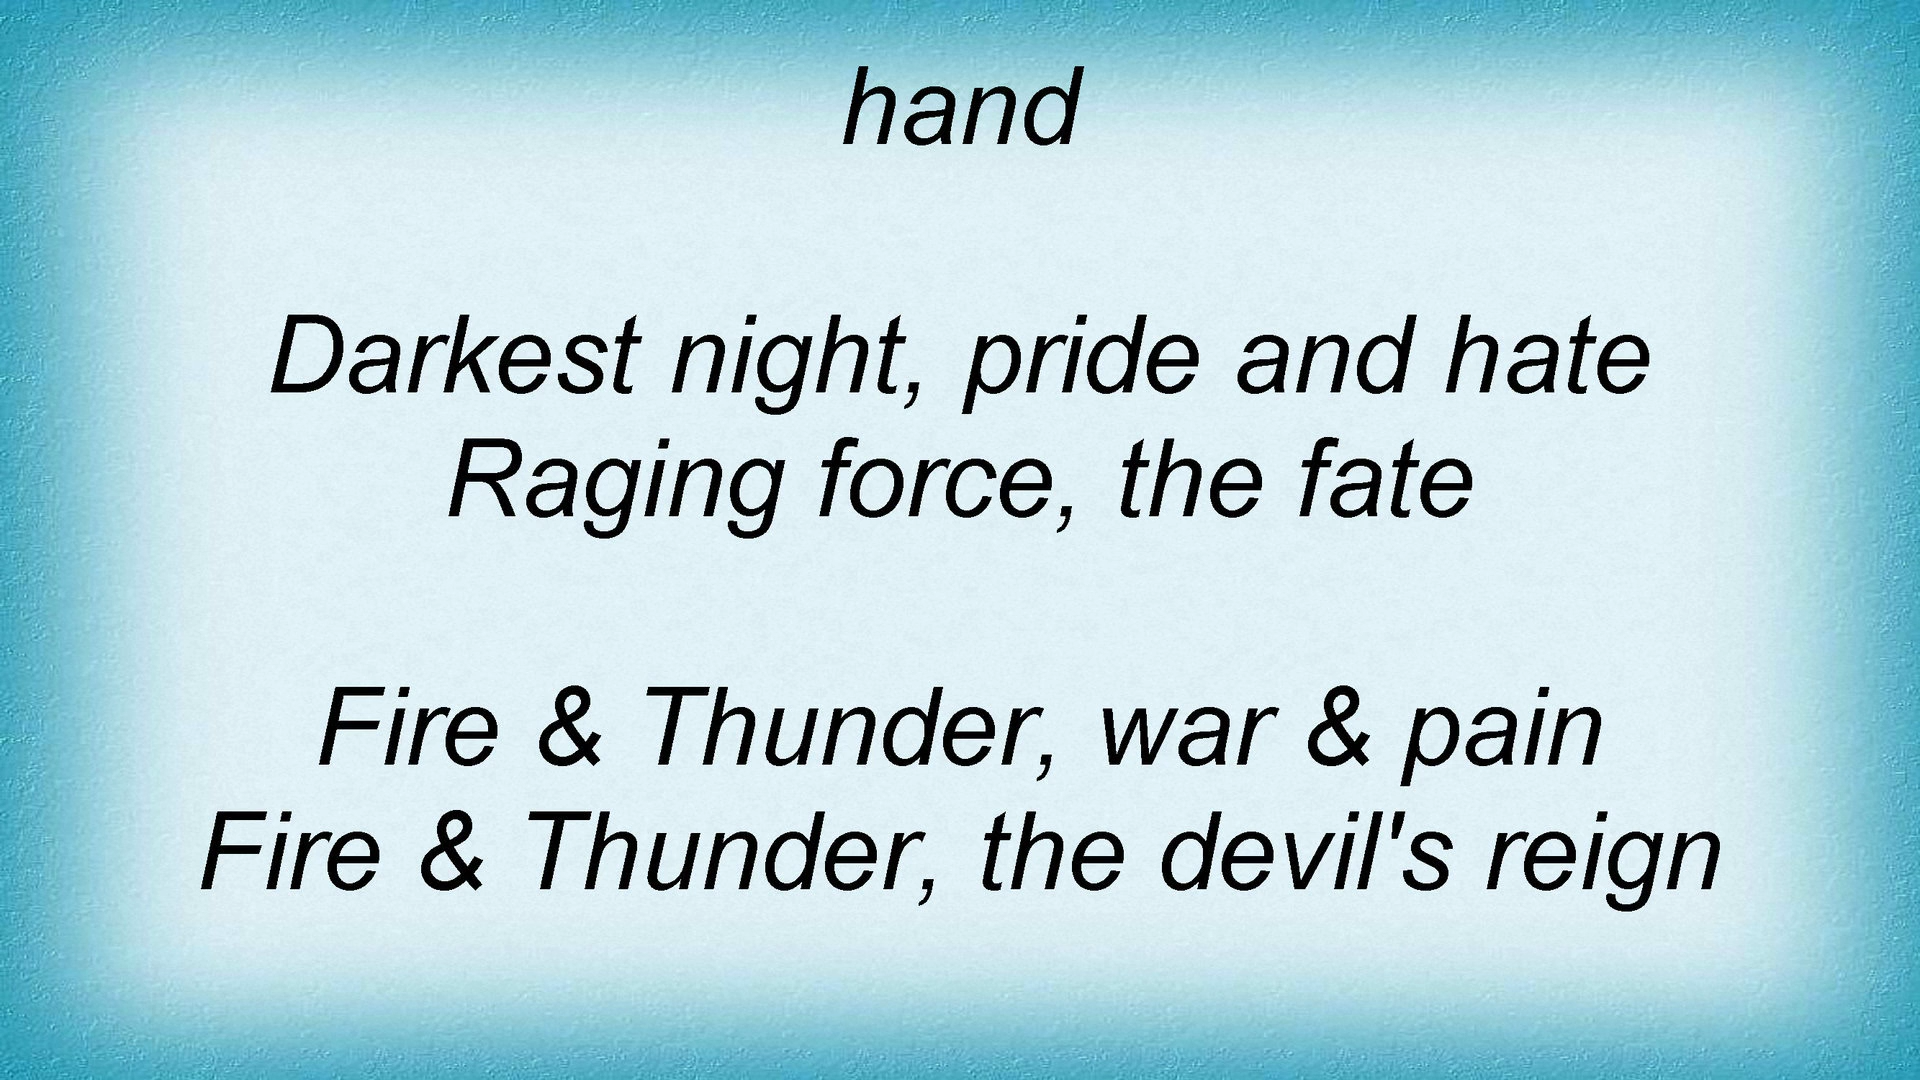 hand
Darkest night, pride and hate
Raging force, the fate
Fire & Thunder, war & pain
Fire & Thunder, the devil's reign